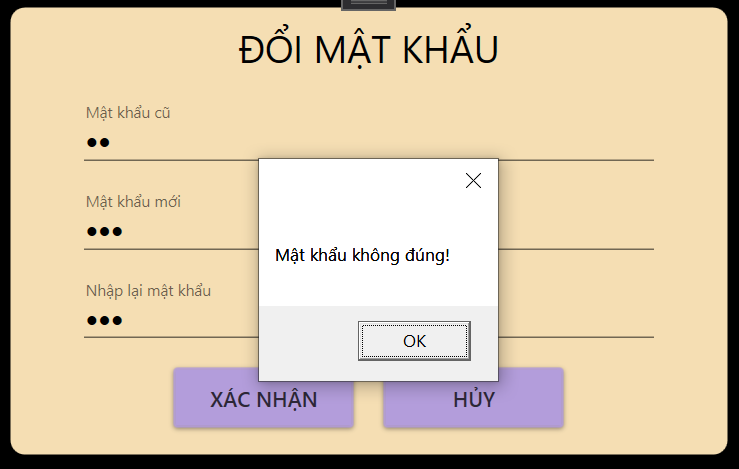 ĐỔI MẬT KHẨU
Mật khẩu cũ
●●
Mật khẩu mới
●●●
Mật khẩu không đúng!
Nhập lại mật khẩu
●●●
OK
XÁC NHẬN
HỦY